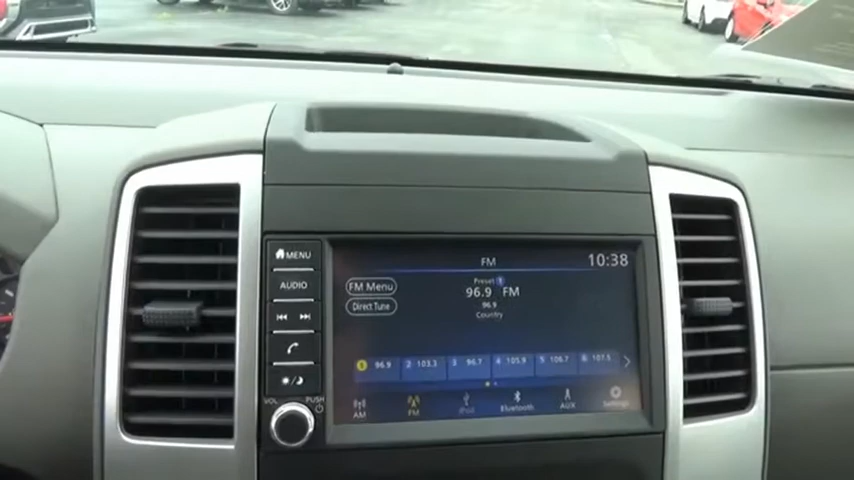 MENU
AUDIO
VOL PUSH
FM
10:38
FM Menu
Direct Tune
Preset 1
96.9 FM
96.9
Country
1 96.9 2 103.3 3 96.7 4 105.9 5 106.7 6 107.5
AM FM iPod Bluetooth AUX Settings